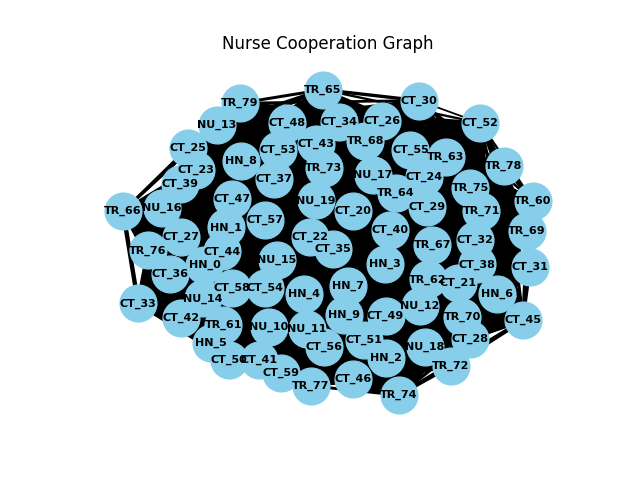 Nurse Cooperation Graph
TR_65
TR_79
CT_30
NU_13
CT_48
CT_34
CT_26
CT_52
CT_25
CT_53
CT_43
TR_68
CT_55
TR_63
HN_8
CT_23
TR_73
TR_78
CT_39
CT_37
NU_17
CT_24
TR_75
TR_64
CT_47
NU_19
TR_60
TR_66
NU_16
CT_57
CT_20
CT_29
TR_71
HN_1
CT_40
TR_69
CT_27
CT_22
CT_32
TR_76
CT_44
CT_35
TR_67
HN_0
NU_15
HN_3
CT_38
CT_31
CT_36
TR_62
CT_21
CT_58
CT_54
HN_7
HN_4
HN_6
CT_33
NU_14
NU_12
CT_42
TR_61
NU_10
NU_11
HN_9
CT_49
TR_70
CT_45
HN_5
CT_56
CT_51
NU_18
CT_28
CT_41
HN_2
TR_72
CT_59
TR_77
CT_46
TR_74